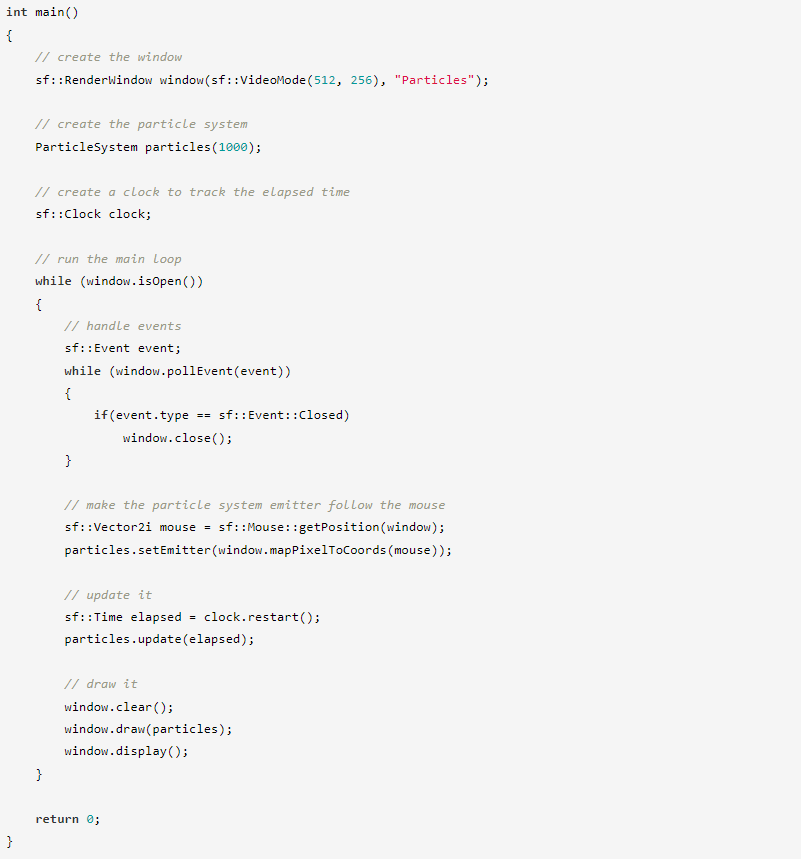 int main()
{
    // create the window
    sf::RenderWindow window(sf::VideoMode(512, 256), "Particles");

    // create the particle system
    ParticleSystem particles(1000);

    // create a clock to track the elapsed time
    sf::Clock clock;

    // run the main loop
    while (window.isOpen())
    {
        // handle events
        sf::Event event;
        while (window.pollEvent(event))
        {
            if(event.type == sf::Event::Closed)
                window.close();
        }

        // make the particle system emitter follow the mouse
        sf::Vector2i mouse = sf::Mouse::getPosition(window);
        particles.setEmitter(window.mapPixelToCoords(mouse));

        // update it
        sf::Time elapsed = clock.restart();
        particles.update(elapsed);

        // draw it
        window.clear();
        window.draw(particles);
        window.display();
    }

    return 0;
}